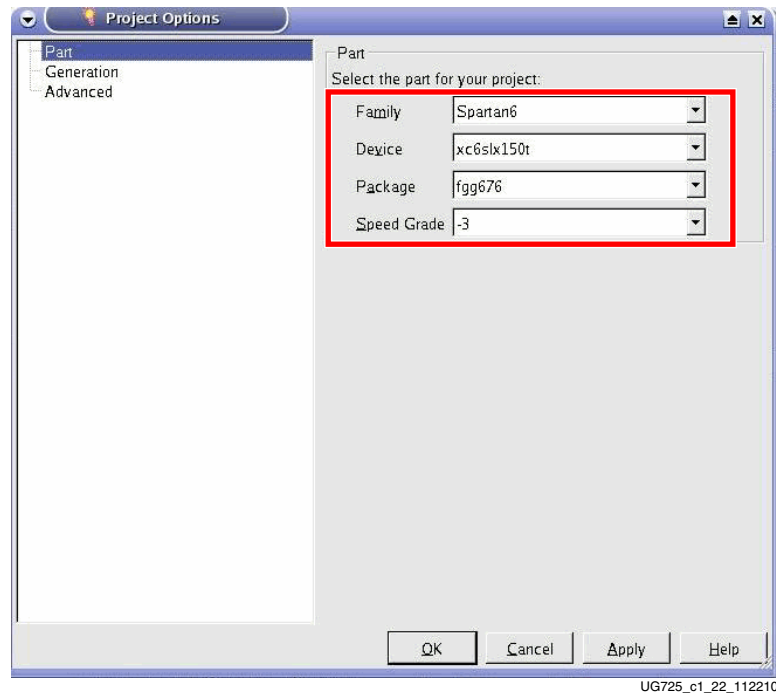 Project Options
Part
Generation
Advanced
Part
Select the part for your project:
Family Spartan6
Device xc6slx150t
Package fgg676
Speed Grade -3
OK Cancel Apply Help
UG725_c1_22_112210